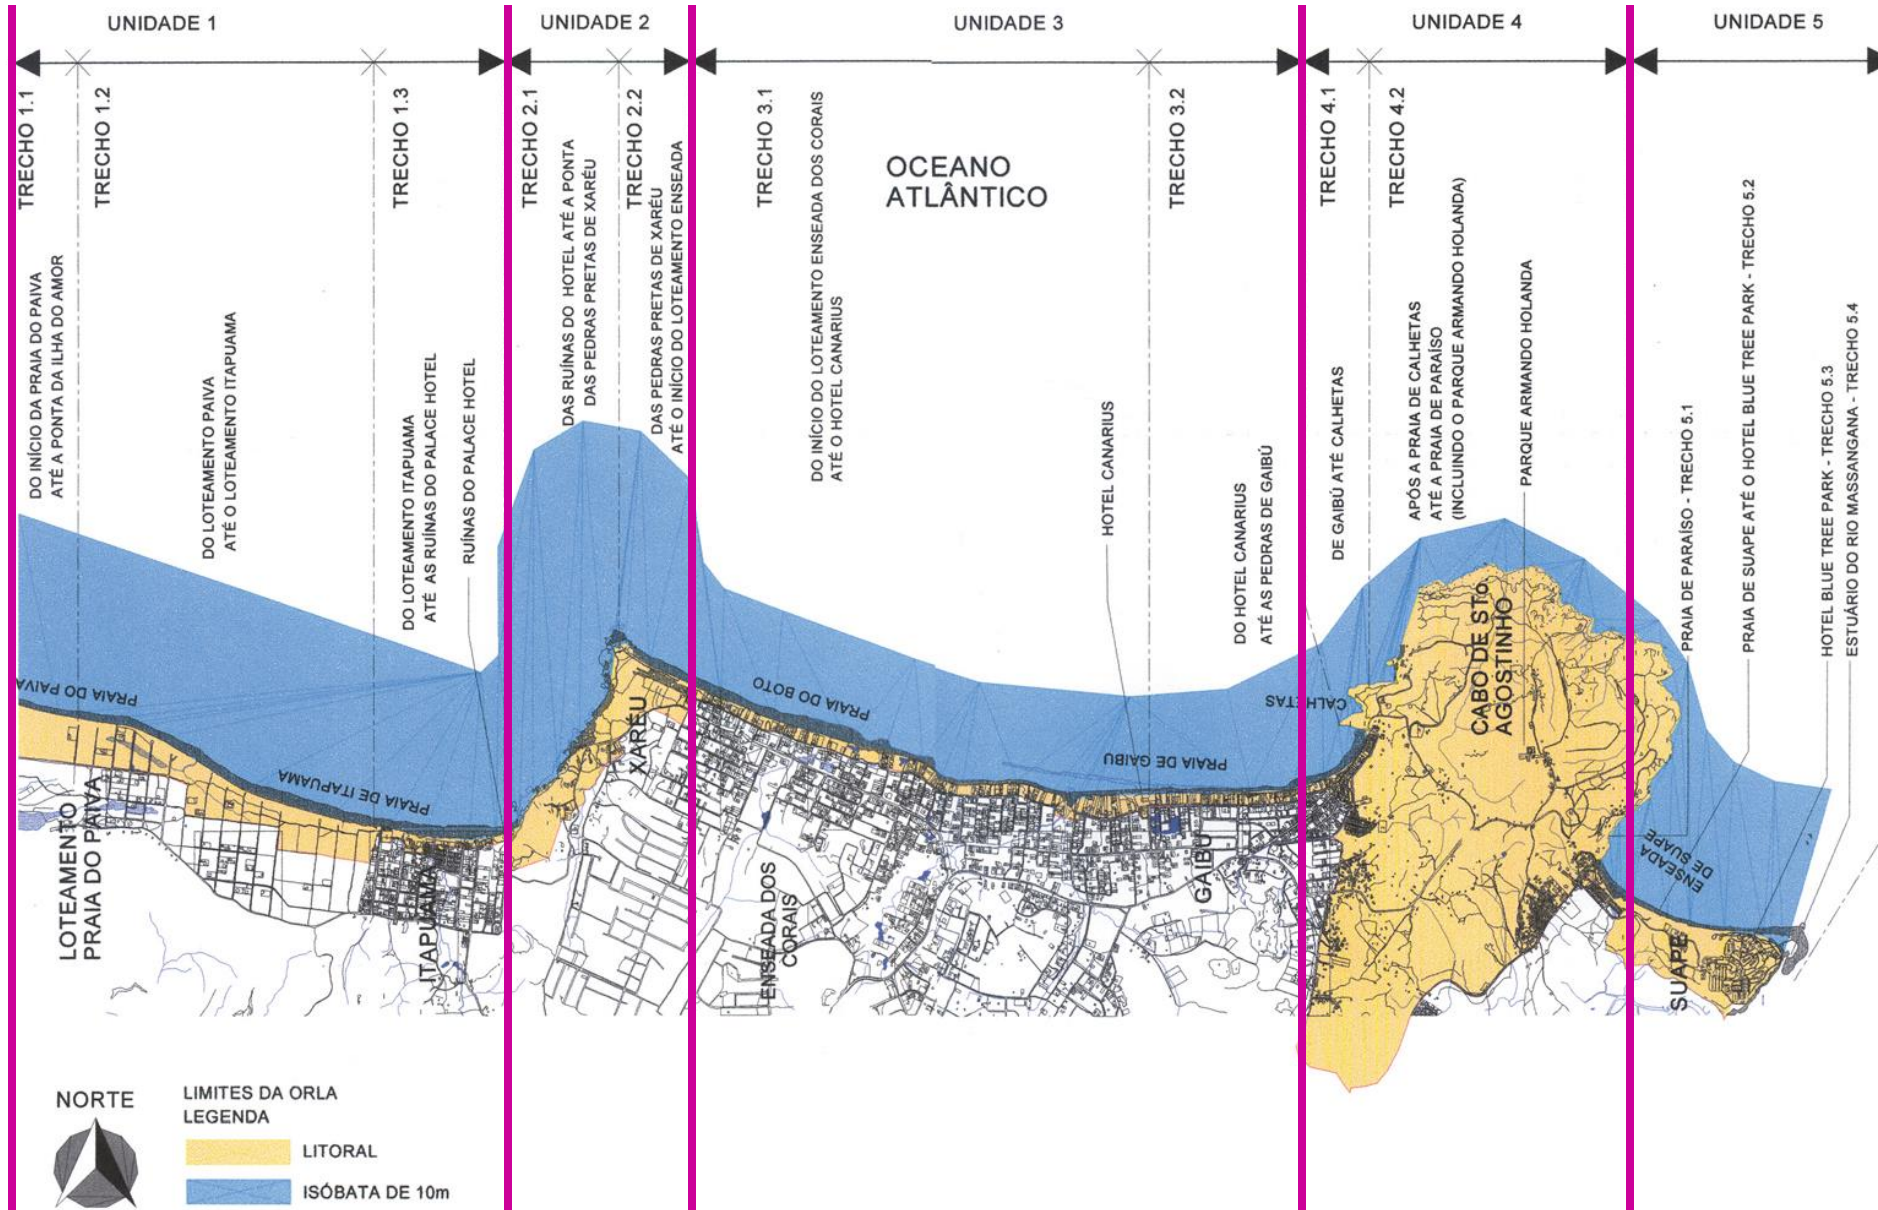 UNIDADE 1
UNIDADE 2
UNIDADE 3
UNIDADE 4
UNIDADE 5
TRECHO 1.1
TRECHO 1.2
TRECHO 1.3
TRECHO 2.1
TRECHO 2.2
TRECHO 3.1
TRECHO 3.2
TRECHO 4.1
TRECHO 4.2
OCEANO
ATLÂNTICO
DO INÍCIO DA PRAIA DO PAIVA
ATÉ A PONTA DA ILHA DO AMOR
DO LOTEAMENTO PAIVA
ATÉ O LOTEAMENTO ITAPUAMA
DO LOTEAMENTO ITAPUAMA
ATÉ AS RUÍNAS DO PALACE HOTEL
RUÍNAS DO PALACE HOTEL
DAS RUÍNAS DO HOTEL ATÉ A PONTA
DAS PEDRAS PRETAS DE XARÉU
DAS PEDRAS PRETAS DE XARÉU
ATÉ O INÍCIO DO LOTEAMENTO ENSEADA
DO INÍCIO DO LOTEAMENTO ENSEADA DOS CORAIS
ATÉ O HOTEL CANARIUS
HOTEL CANARIUS
DO HOTEL CANARIUS
ATÉ AS PEDRAS DE GAIBÚ
DE GAIBÚ ATÉ CALHETAS
APÓS A PRAIA DE CALHETAS
ATÉ A PRAIA DE PARAÍSO
(INCLUINDO O PARQUE ARMANDO HOLANDA)
PARQUE ARMANDO HOLANDA
PRAIA DE PARAÍSO - TRECHO 5.1
PRAIA DE SUAPE ATÉ O HOTEL BLUE TREE PARK - TRECHO 5.2
HOTEL BLUE TREE PARK - TRECHO 5.3
ESTUÁRIO DO RIO MASSANGANA - TRECHO 5.4
PRAIA DO PAIVA
PRAIA DE ITAPUAMA
PRAIA DO BOTO
PRAIA DE GAIBU
CALHETAS
ENSEADA
DE SUAPE
LOTEAMENTO
PRAIA DO PAIVA
ITAPUAMA
XARÉU
ENSEADA DOS
CORAIS
GAIBU
CABO DE STO.
AGOSTINHO
SUAPE
NORTE
LIMITES DA ORLA
LEGENDA
LITORAL
ISÓBATA DE 10m